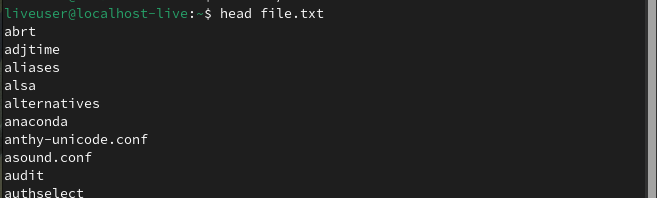 liveuser@localhost-live:~$ head file.txt
abrt
adjtime
aliases
alsa
alternatives
anaconda
anthy-unicode.conf
asound.conf
audit
authselect